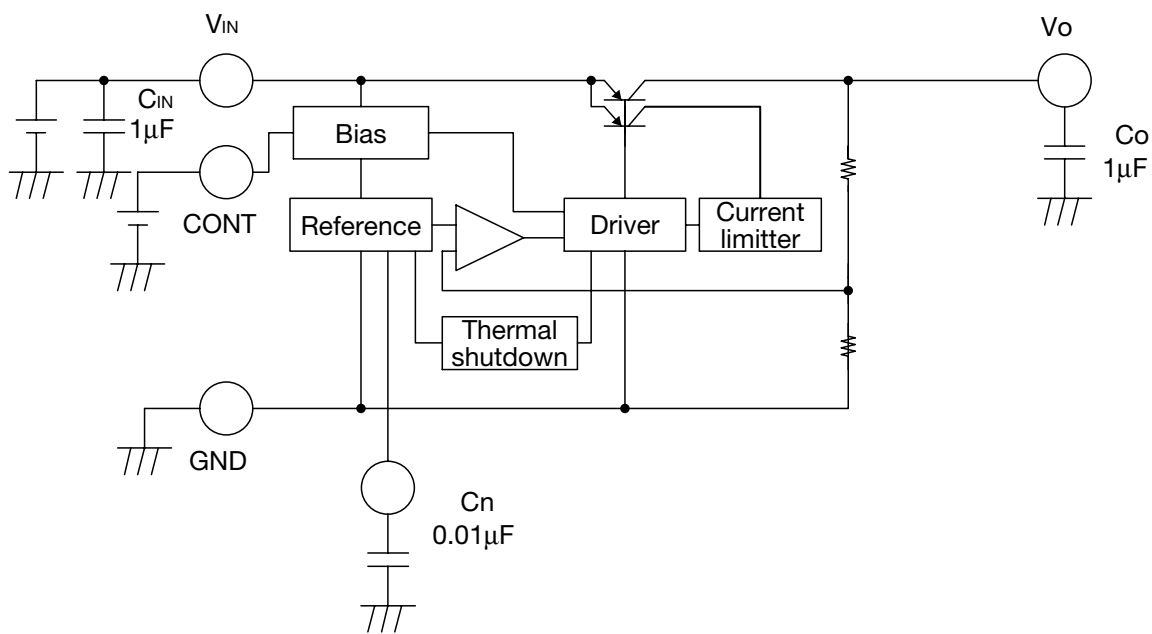 VIN
Vo
CIN
1μF
Bias
Co
1μF
CONT
Reference
Driver
Current
limitter
Thermal
shutdown
GND
Cn
0.01μF